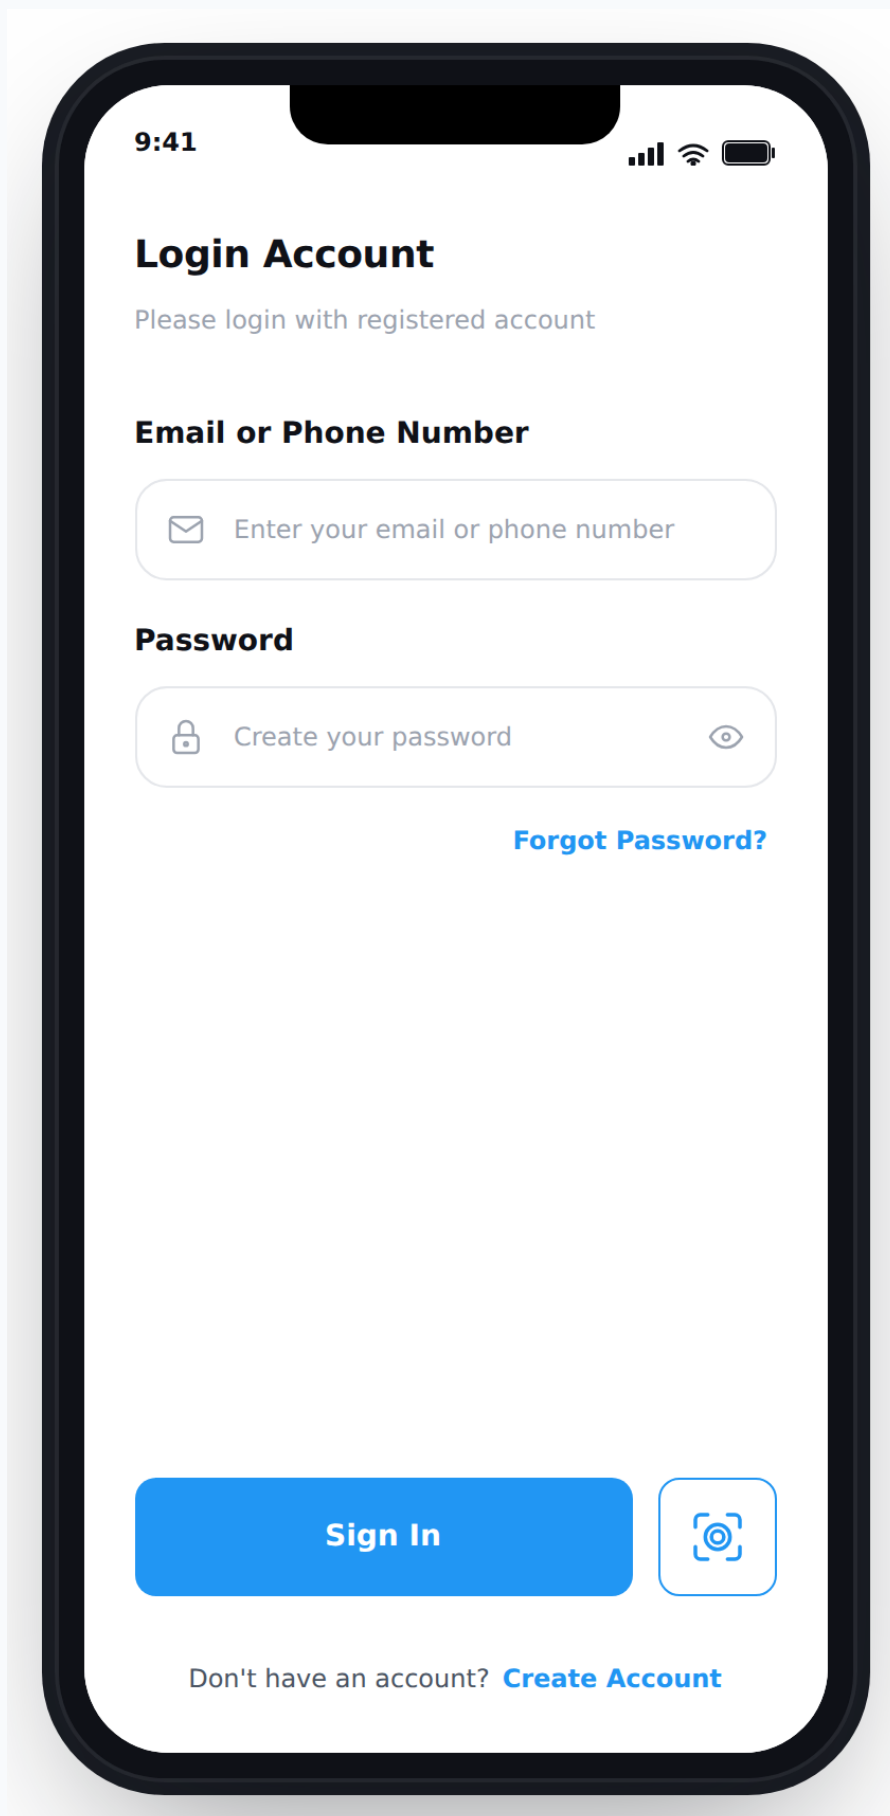 9:41
Login Account
Please login with registered account
Email or Phone Number
Enter your email or phone number
Password
Create your password
Forgot Password?
Sign In
Don't have an account? Create Account